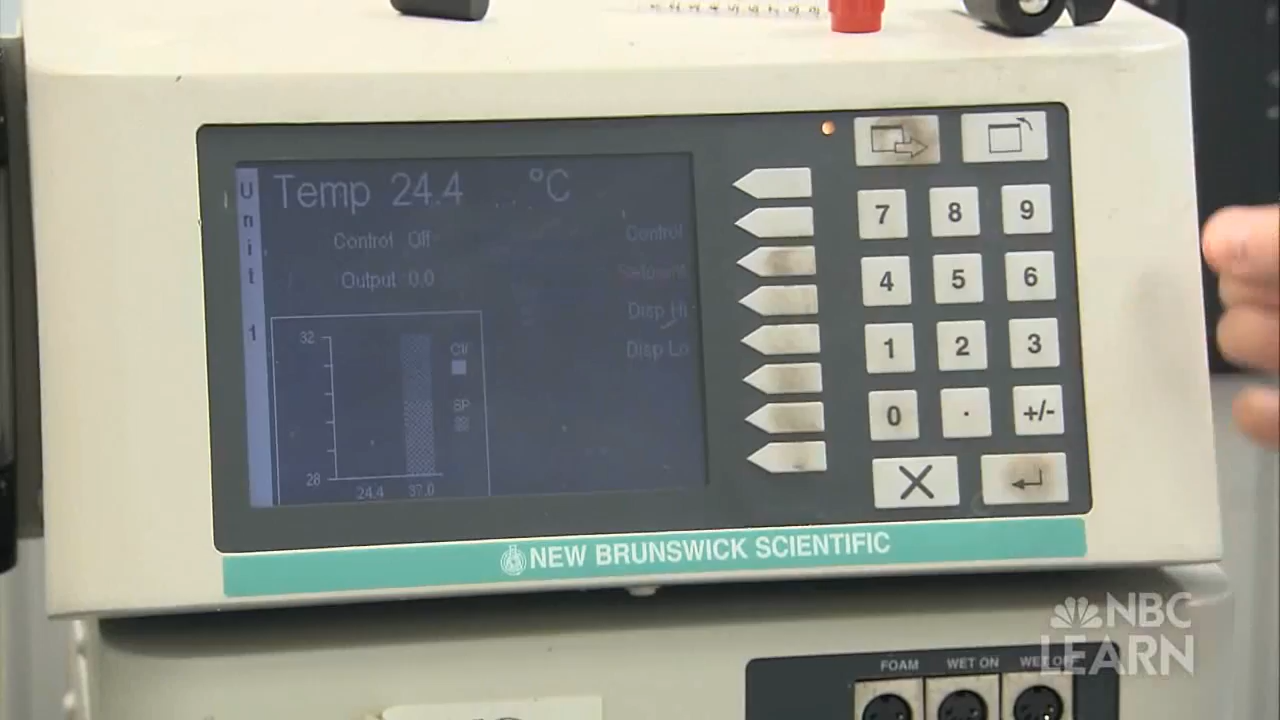 Unit 1
Temp 24.4 °C
Control Off
Output 0.0
Control
Setpoint
Disp Hi
Disp Lo
32
28
24.4 37.0
CV
SP
7 8 9
4 5 6
1 2 3
0 . +/-
NEW BRUNSWICK SCIENTIFIC
FOAM WET ON WET OFF
NBC
LEARN